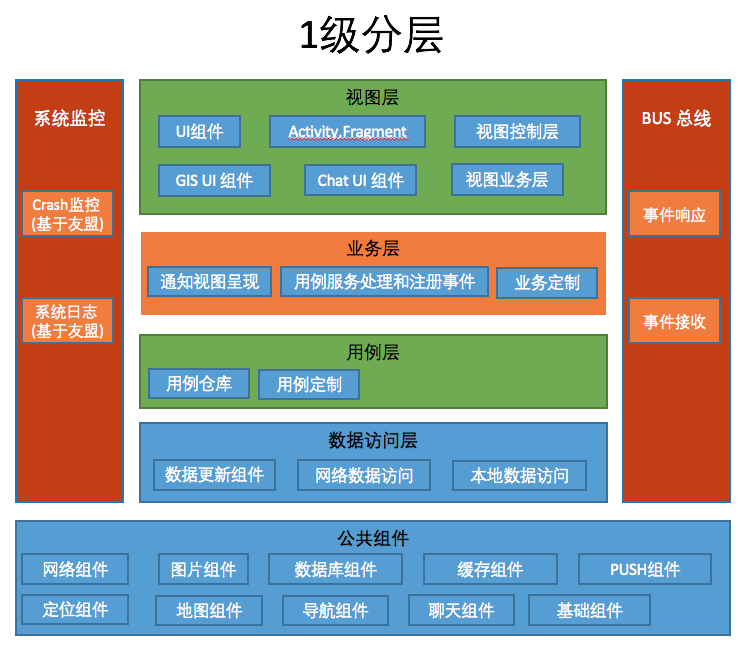 1级分层
系统监控
Crash监控
(基于友盟)
系统日志
(基于友盟)
视图层
UI组件
Activity,Fragment
视图控制层
GIS UI 组件
Chat UI 组件
视图业务层
业务层
通知视图呈现
用例服务处理和注册事件
业务定制
用例层
用例仓库
用例定制
数据访问层
数据更新组件
网络数据访问
本地数据访问
BUS 总线
事件响应
事件接收
公共组件
网络组件
图片组件
数据库组件
缓存组件
PUSH组件
定位组件
地图组件
导航组件
聊天组件
基础组件